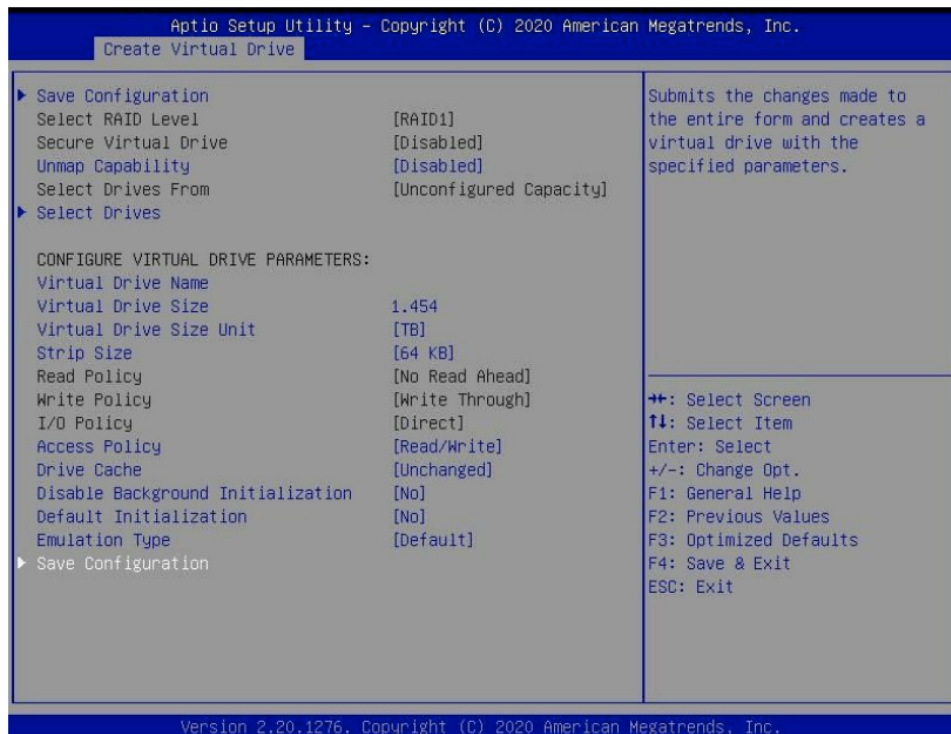 Aptio Setup Utility – Copyright (C) 2020 American Megatrends, Inc.
Create Virtual Drive
Save Configuration
Select RAID Level [RAID1]
Secure Virtual Drive [Disabled]
Unmap Capability [Disabled]
Select Drives From [Unconfigured Capacity]
Select Drives
CONFIGURE VIRTUAL DRIVE PARAMETERS:
Virtual Drive Name
Virtual Drive Size 1.454
Virtual Drive Size Unit [TB]
Strip Size [64 KB]
Read Policy [No Read Ahead]
Write Policy [Write Through]
I/O Policy [Direct]
Access Policy [Read/Write]
Drive Cache [Unchanged]
Disable Background Initialization [No]
Default Initialization [No]
Emulation Type [Default]
Save Configuration
Submits the changes made to
the entire form and creates a
virtual drive with the
specified parameters.
→←: Select Screen
↑↓: Select Item
Enter: Select
+/-: Change Opt.
F1: General Help
F2: Previous Values
F3: Optimized Defaults
F4: Save & Exit
ESC: Exit
Version 2.20.1276. Copyright (C) 2020 American Megatrends, Inc.